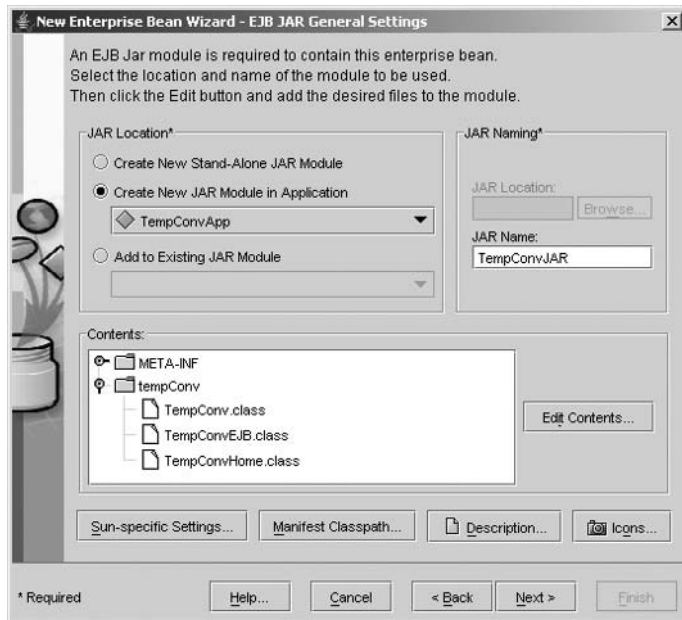 New Enterprise Bean Wizard - EJB JAR General Settings
An EJB Jar module is required to contain this enterprise bean.
Select the location and name of the module to be used.
Then click the Edit button and add the desired files to the module.
JAR Location*
Create New Stand-Alone JAR Module
Create New JAR Module in Application
TempConvApp
Add to Existing JAR Module
JAR Naming*
JAR Location:
Browse...
JAR Name:
TempConvJAR
Contents:
META-INF
tempConv
TempConv.class
TempConvEJB.class
TempConvHome.class
Edit Contents...
Sun-specific Settings... Manifest Classpath... Description... Icons...
* Required Help... Cancel < Back Next > Finish